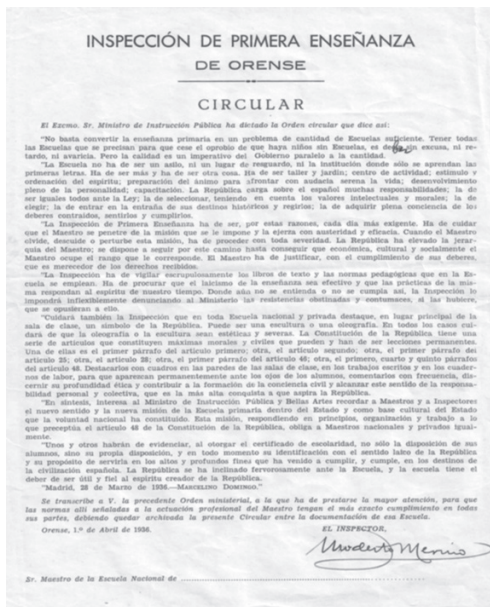 INSPECCIÓN DE PRIMERA ENSEÑANZA
DE ORENSE
CIRCULAR
El Excmo. Sr. Ministro de Instrucción Pública ha dictado la Orden circular que dice así:
"No basta convertir la enseñanza primaria en un problema de cantidad de Escuelas suficiente. Tener todas
las Escuelas que se precisan para que cese el oprobio de que haya niños sin Escuelas, es deber sin excusa, ni re-
tardo, ni avaricia. Pero la calidad es un imperativo del Gobierno paralelo a la cantidad.
"La Escuela no ha de ser un asilo, ni un lugar de resguardo, ni la institución donde sólo se aprendan
las primeras letras. Ha de ser más y ha de ser otra cosa. Ha de ser taller y jardín; centro de actividad; estímulo y
ordenación del espíritu; preparación del ánimo para afrontar con audacia serena la vida; desenvolvimiento
pleno de la personalidad; capacitación. La República carga sobre el español muchas responsabilidades; la de
ser iguales todos ante la Ley; la de seleccionar, teniendo en cuenta los valores intelectuales y morales; la de
elegir; la de entrar en la entraña de sus destinos históricos y regirlos; la de adquirir plena conciencia de los
deberes contraídos, sentirlos y cumplirlos.
"La Inspección de Primera Enseñanza ha de ser, por estas razones, cada día más exigente. Ha de cuidar
que el Maestro se penetre de la misión que se le impone y la ejerza con austeridad y eficacia. Cuando el Maestro
olvide, descuide o perturbe esta misión, ha de proceder con toda severidad. La República ha elevado la jerar-
quía del Maestro; se dispone a seguir por este camino hasta conseguir que económica, cultural y socialmente el
Maestro ocupe el rango que le corresponde. El Maestro ha de justificar, con el cumplimiento de sus deberes,
que es merecedor de los derechos recibidos.
"La Inspección ha de vigilar escrupulosamente los libros de texto y las normas pedagógicas que en la Es-
cuela se emplean. Ha de procurar que el laicismo de la enseñanza sea efectivo y que las prácticas de la mis-
ma respondan al espíritu de nuestro tiempo. Donde aún no se entienda o no se cumpla así, la Inspección lo
impondrá inflexiblemente denunciando al Ministerio las resistencias obstinadas y contumaces, si las hubiere,
que se opusieran a ello.
"Cuidará también la Inspección que en toda Escuela nacional y privada destaque, en lugar principal de la
sala de clase, un símbolo de la República. Puede ser una escultura o una oleografía. En todos los casos cui-
dará de que la oleografía o la escultura sean estéticas y severas. La Constitución de la República tiene una
serie de artículos que constituyen máximas morales y civiles que pueden y han de ser lecciones permanentes.
Una de ellas es el primer párrafo del artículo primero; otra, el artículo segundo; otra, el primer párrafo del
artículo 25; otra, el artículo 28; otra, el primer párrafo del artículo 46; otra, el primero, cuarto y quinto párrafos
del artículo 48. Destacarlos con cuadros en las paredes de las salas de clase, en los trabajos escritos y en los cuader-
nos de labor, para que aparezcan permanentemente ante los ojos de los alumnos, comentarlos con frecuencia, dis-
cernir su profundidad ética y contribuir a la formación de la conciencia civil y alcanzar este sentido de la responsa-
bilidad personal y colectiva, que es la más alta conquista a que aspira la República.
"En síntesis, interesa al Ministro de Instrucción Pública y Bellas Artes recordar a Maestros y a Inspectores
el nuevo sentido y la nueva misión de la Escuela primaria dentro del Estado y como base cultural del Estado
que la voluntad nacional ha constituído. Esta misión, respondiendo en principios, organización y trabajo a lo
que preceptúa el artículo 48 de la Constitución de la República, obliga a Maestros nacionales y privados igual-
mente.
"Unos y otros habrán de evidenciar, al otorgar el certificado de escolaridad, no sólo la disposición de sus
alumnos, sino su propia disposición, y en todo momento su identificación con el sentido laico de la República
y su propósito de servirla en los altos y profundos fines que ha venido a cumplir, y cumple, en los destinos de
la civilización española. La República se ha inclinado fervorosamente ante la Escuela, y la escuela tiene el
deber de ser útil y fiel al espíritu creador de la República.
"Madrid, 28 de Marzo de 1936.—MARCELINO DOMINGO."
Se transcribe a V. la precedente Orden ministerial, a la que ha de prestarse la mayor atención, para que
las normas allí señaladas a la actuación profesional del Maestro tengan el más exacto cumplimiento en todas
sus partes, debiendo quedar archivada la presente Circular entre la documentación de esa Escuela.
Orense, 1.º de Abril de 1936.
EL INSPECTOR,
Modesto Merino
Sr. Maestro de la Escuela Nacional de